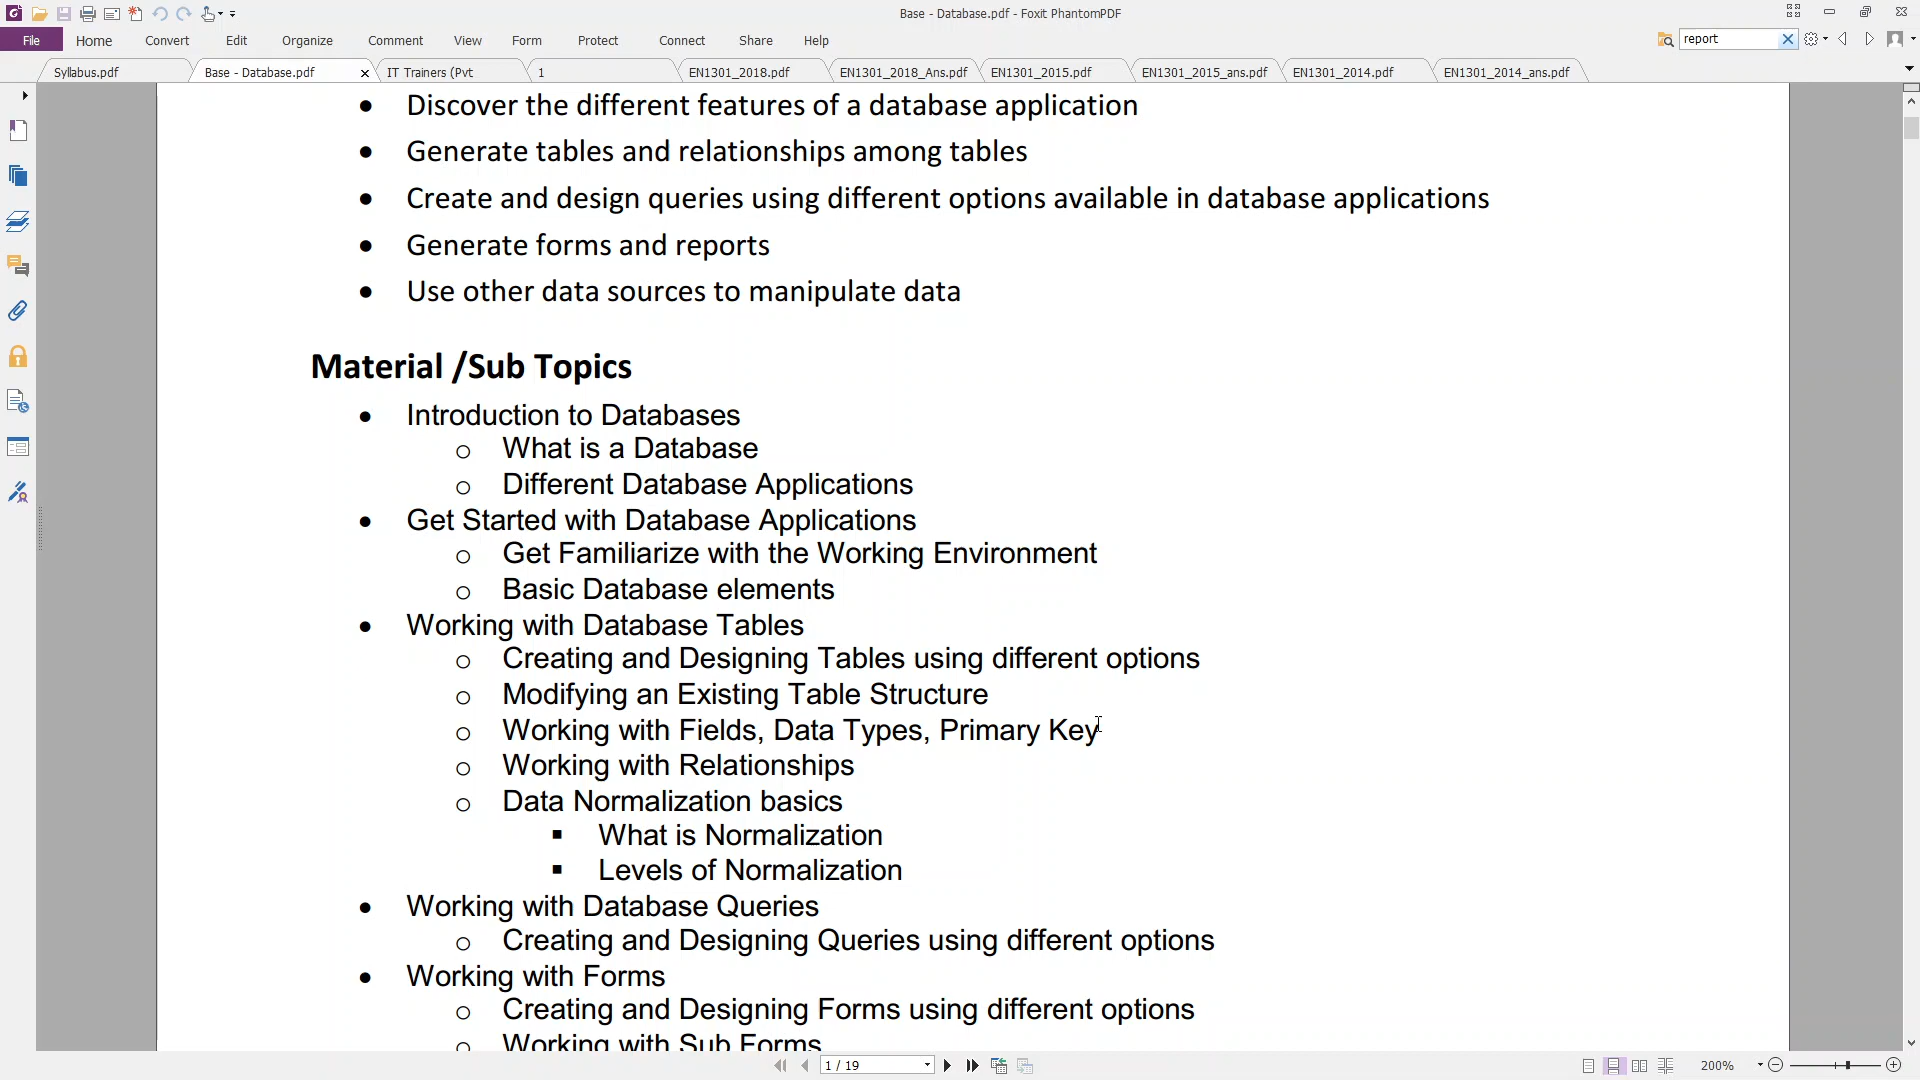 Base - Database.pdf - Foxit PhantomPDF
File Home Convert Edit Organize Comment View Form Protect Connect Share Help report
Syllabus.pdf Base - Database.pdf IT Trainers (Pvt 1 EN1301_2018.pdf EN1301_2018_Ans.pdf EN1301_2015.pdf EN1301_2015_ans.pdf EN1301_2014.pdf EN1301_2014_ans.pdf
• Discover the different features of a database application
• Generate tables and relationships among tables
• Create and design queries using different options available in database applications
• Generate forms and reports
• Use other data sources to manipulate data
Material /Sub Topics
• Introduction to Databases
o What is a Database
o Different Database Applications
• Get Started with Database Applications
o Get Familiarize with the Working Environment
o Basic Database elements
• Working with Database Tables
o Creating and Designing Tables using different options
o Modifying an Existing Table Structure
o Working with Fields, Data Types, Primary Key
o Working with Relationships
o Data Normalization basics
▪ What is Normalization
▪ Levels of Normalization
• Working with Database Queries
o Creating and Designing Queries using different options
• Working with Forms
o Creating and Designing Forms using different options
o Working with Sub Forms
1 / 19 200%